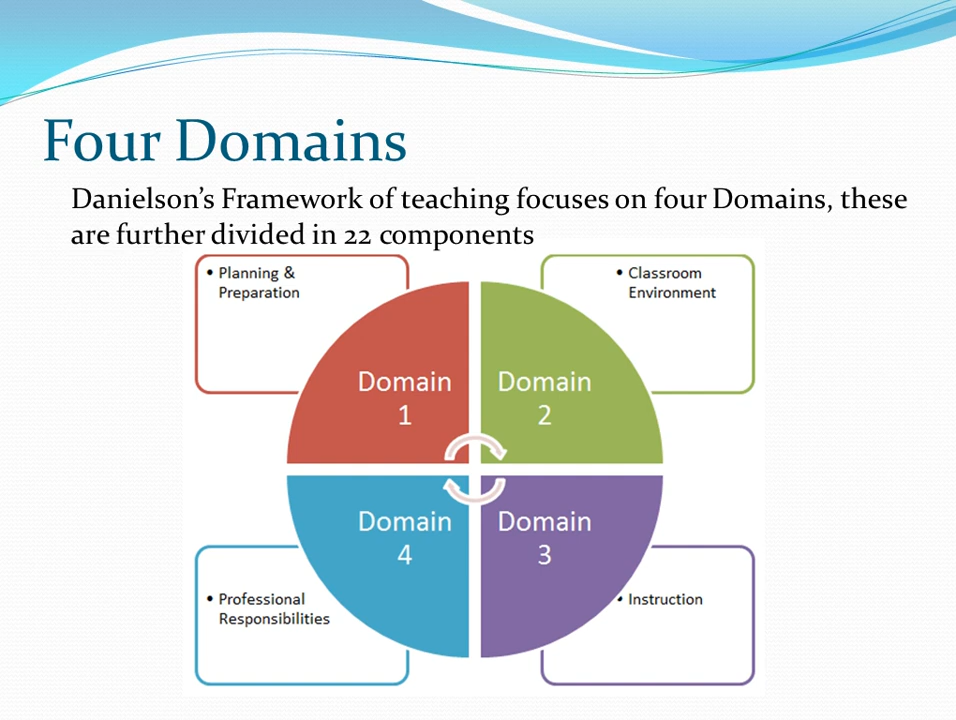 Four Domains
Danielson's Framework of teaching focuses on four Domains, these
are further divided in 22 components
• Planning &
Preparation
• Classroom
Environment
Domain
1
Domain
2
Domain
4
Domain
3
• Professional
Responsibilities
• Instruction